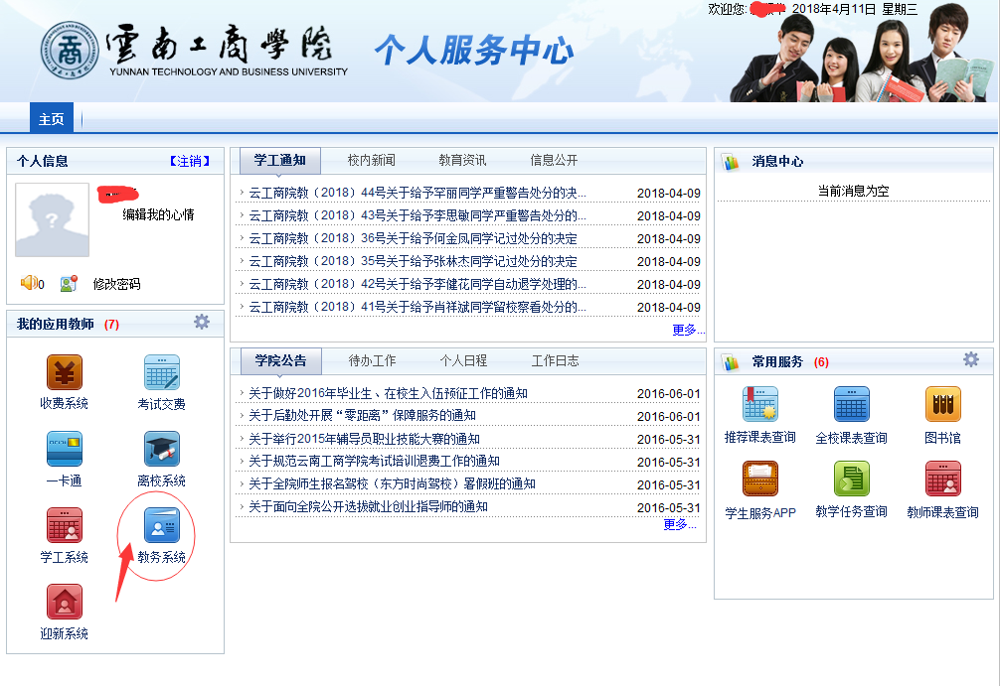 欢迎您: 2018年4月11日 星期三
雲南工商學院
YUNNAN TECHNOLOGY AND BUSINESS UNIVERSITY
个人服务中心
主页
个人信息 【注销】
编辑我的心情
0 修改密码
我的应用教师 (7)
收费系统 考试交费
一卡通 离校系统
学工系统 教务系统
迎新系统
学工通知 校内新闻 教育资讯 信息公开
云工商院教（2018）44号关于给予罕丽同学严重警告处分的决... 2018-04-09
云工商院教（2018）43号关于给予李思敏同学严重警告处分的... 2018-04-09
云工商院教（2018）36号关于给予何金凤同学记过处分的决定 2018-04-09
云工商院教（2018）35号关于给予张林杰同学记过处分的决定 2018-04-09
云工商院教（2018）42号关于给予李健花同学自动退学处理的... 2018-04-09
云工商院教（2018）41号关于给予肖祥斌同学留校察看处分的... 2018-04-09
更多...
学院公告 待办工作 个人日程 工作日志
关于做好2016年毕业生、在校生入伍预征工作的通知 2016-06-01
关于后勤处开展“零距离”保障服务的通知 2016-06-01
关于举行2015年辅导员职业技能大赛的通知 2016-05-31
关于规范云南工商学院考试培训退费工作的通知 2016-05-31
关于全院师生报名驾校（东方时尚驾校）暑假班的通知 2016-05-31
关于面向全院公开选拔就业创业指导师的通知 2016-05-31
更多...
消息中心
当前消息为空
常用服务 (6)
推荐课表查询 全校课表查询 图书馆
学生服务APP 教学任务查询 教师课表查询